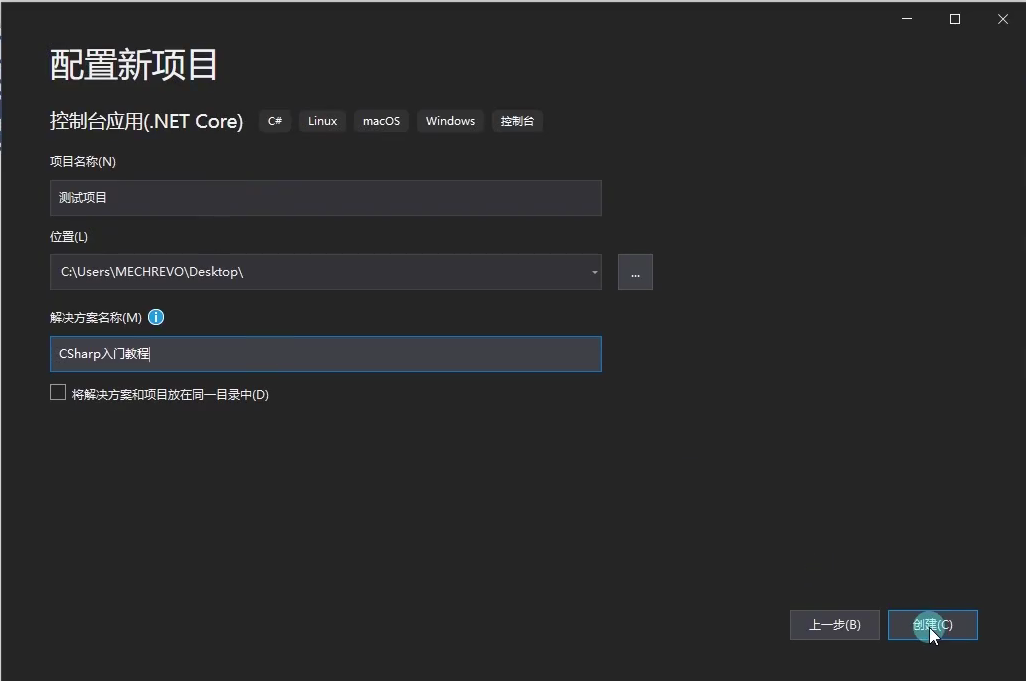 配置新项目
控制台应用(.NET Core) C# Linux macOS Windows 控制台
项目名称(N)
测试项目
位置(L)
C:\Users\MECHREVO\Desktop\
...
解决方案名称(M)
CSharp入门教程
将解决方案和项目放在同一目录中(D)
上一步(B) 创建(C)